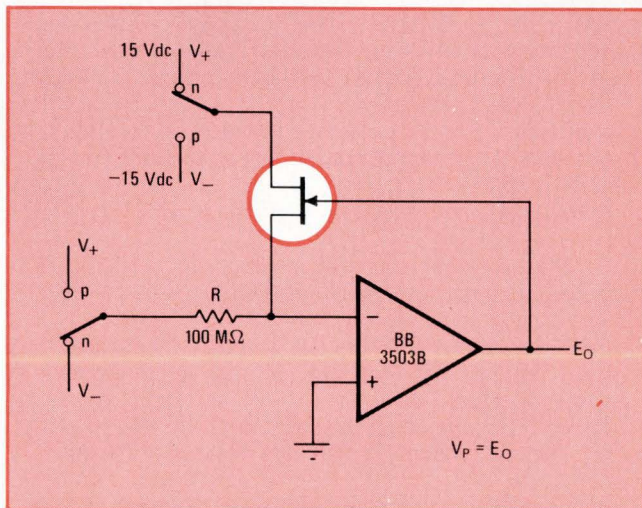 15 Vdc V+
n
p
−15 Vdc V−
V+
p
R
100 MΩ
n
V−
−
BB
3503B
+
EO
VP = EO